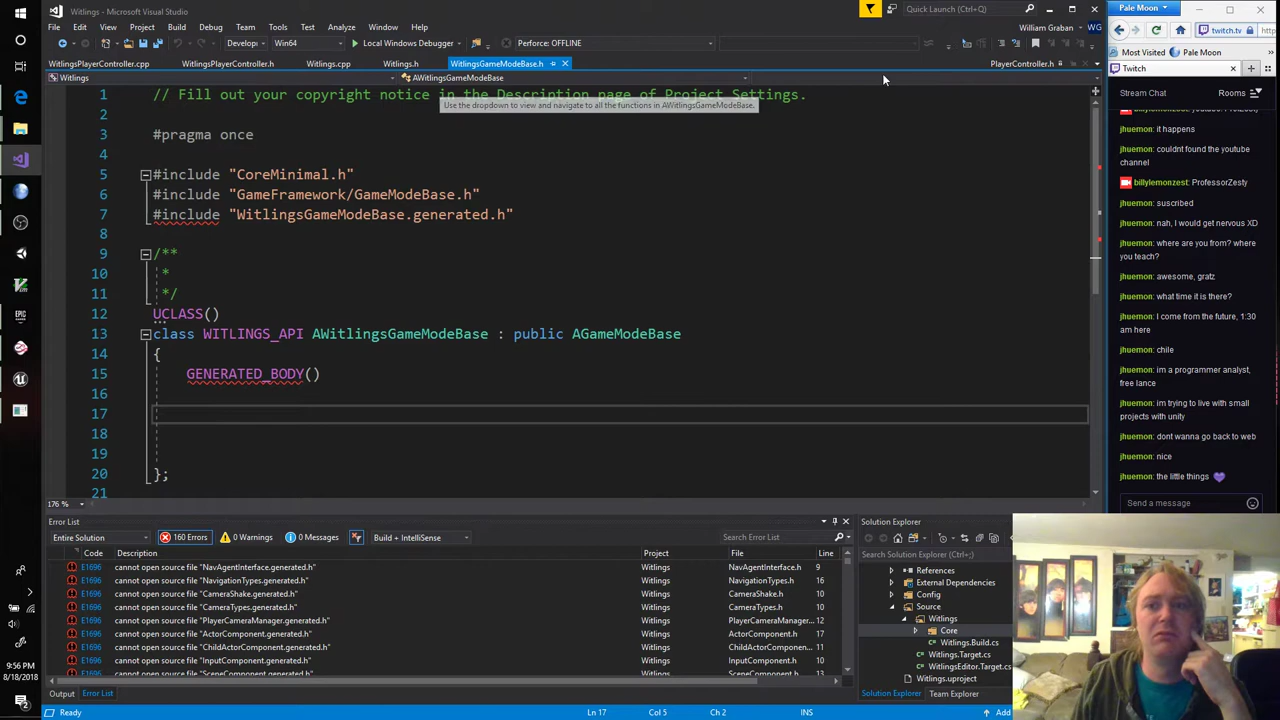 Witlings - Microsoft Visual Studio
Quick Launch (Ctrl+Q)
File Edit View Project Build Debug Team Tools Test Analyze Window Help
William Graban WG
Develo Win64 Local Windows Debugger Perforce: OFFLINE
WitlingsPlayerController.cpp WitlingsPlayerController.h Witlings.cpp Witlings.h WitlingsGameModeBase.h PlayerController.h
Witlings AWitlingsGameModeBase
Use the dropdown to view and navigate to all the functions in AWitlingsGameModeBase.
1 // Fill out your copyright notice in the Description page of Project Settings.
2
3 #pragma once
4
5 #include "CoreMinimal.h"
6 #include "GameFramework/GameModeBase.h"
7 #include "WitlingsGameModeBase.generated.h"
8
9 /**
10 *
11 */
12 UCLASS()
13 class WITLINGS_API AWitlingsGameModeBase : public AGameModeBase
14 {
15 GENERATED_BODY()
16
17
18
19
20 };
21
176 %
Error List
Entire Solution 160 Errors 0 Warnings 0 Messages Build + IntelliSense Search Error List
Code Description Project File Line
E1696 cannot open source file "NavAgentInterface.generated.h" Witlings NavAgentInterface.h 9
E1696 cannot open source file "NavigationTypes.generated.h" Witlings NavigationTypes.h 16
E1696 cannot open source file "CameraShake.generated.h" Witlings CameraShake.h 10
E1696 cannot open source file "CameraTypes.generated.h" Witlings CameraTypes.h 10
E1696 cannot open source file "PlayerCameraManager.generated.h" Witlings PlayerCameraManager... 12
E1696 cannot open source file "ActorComponent.generated.h" Witlings ActorComponent.h 17
E1696 cannot open source file "ChildActorComponent.generated.h" Witlings ChildActorComponent.h 11
E1696 cannot open source file "InputComponent.generated.h" Witlings InputComponent.h 10
E1696 cannot open source file "SceneComponent.generated.h" Witlings SceneComponent.h 13
Output Error List
Solution Explorer
Search Solution Explorer (Ctrl+;)
References
External Dependencies
Config
Source
Witlings
Core
Witlings.Build.cs
Witlings.Target.cs
WitlingsEditor.Target.cs
Witlings.uproject
Solution Explorer Team Explorer
Ready Ln 17 Col 5 Ch 2 INS Add
9:56 PM
8/18/2018
2
EPIC
Pale Moon
twitch.tv
Most Visited Pale Moon
Twitch
Stream Chat Rooms
jhuemon: it happens
jhuemon: couldnt found the youtube
channel
billylemonzest: ProfessorZesty
jhuemon: suscribed
jhuemon: nah, I would get nervous XD
jhuemon: where are you from? where
you teach?
jhuemon: awesome, gratz
jhuemon: what time it is there?
jhuemon: I come from the future, 1:30
am here
jhuemon: chile
jhuemon: im a programer analyst,
free lance
jhuemon: im trying to live with small
projects with unity
jhuemon: dont wanna go back to web
jhuemon: nice
jhuemon: the little things
Send a message